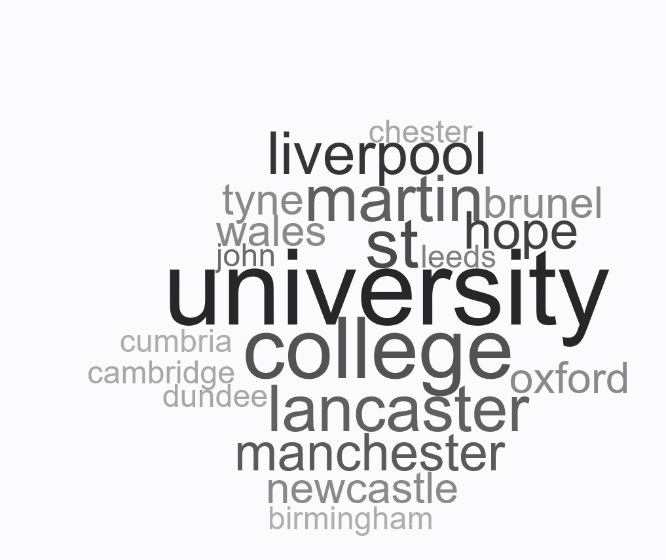 chester
liverpool
tyne martin brunel
wales st hope
john leeds
university
cumbria college
cambridge oxford
dundee lancaster
manchester
newcastle
birmingham